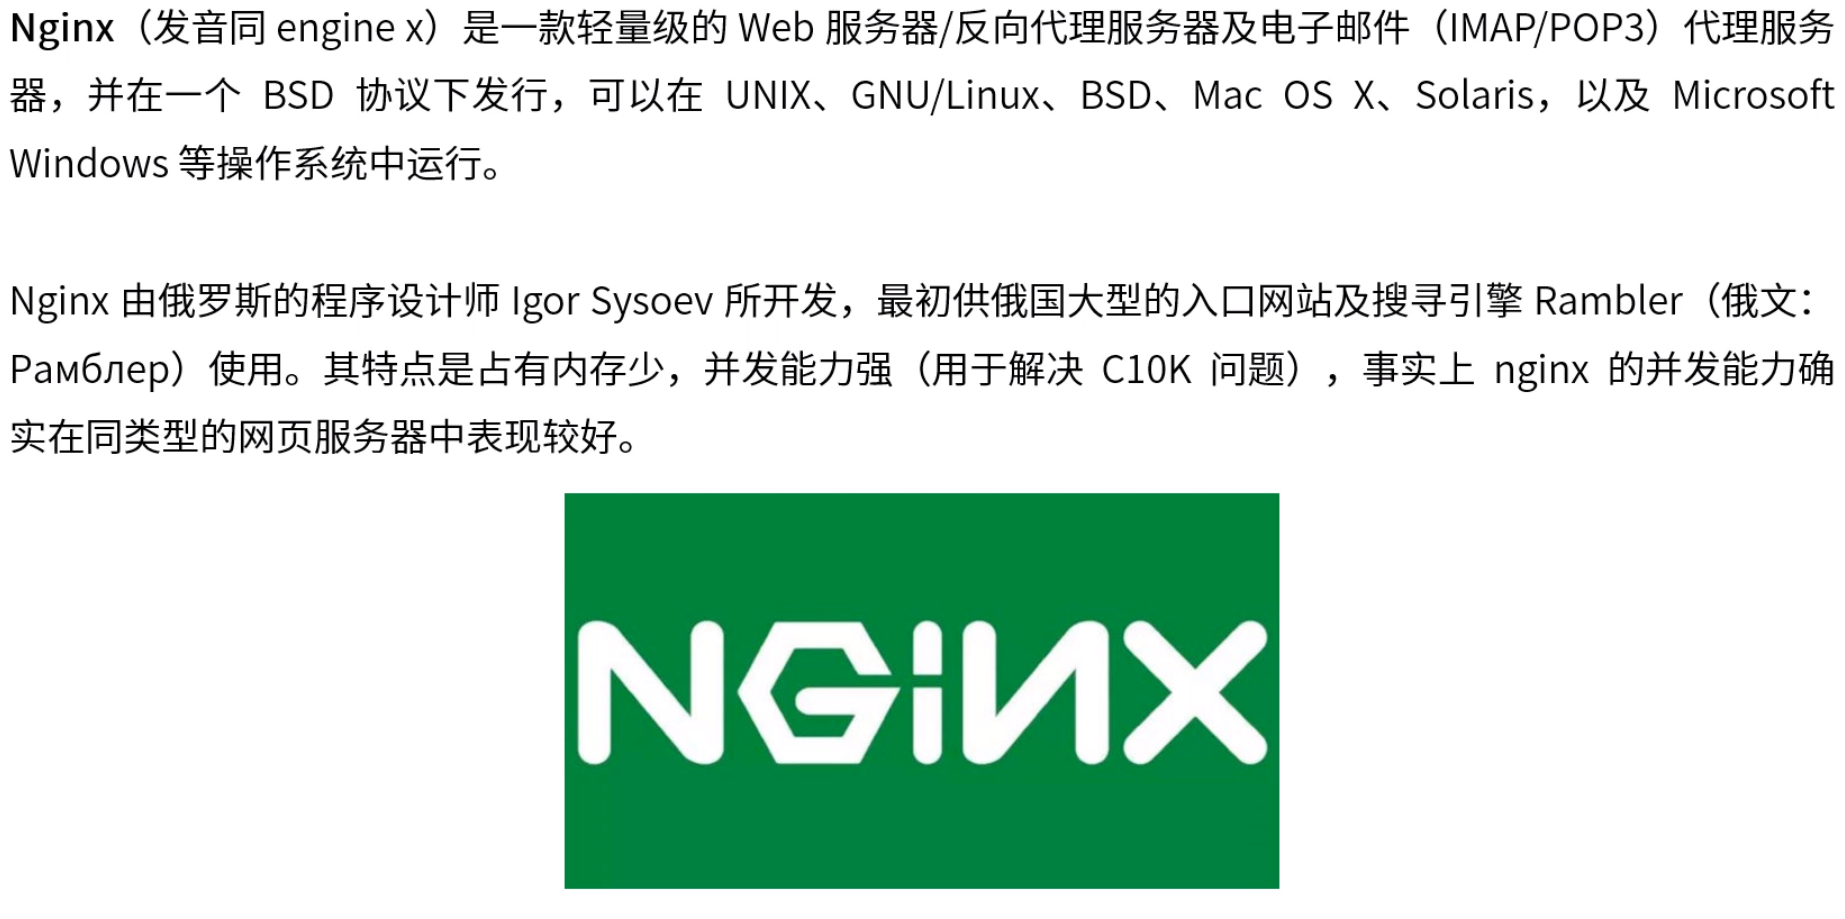 Nginx（发音同 engine x）是一款轻量级的 Web 服务器/反向代理服务器及电子邮件（IMAP/POP3）代理服务
器，并在一个 BSD 协议下发行，可以在 UNIX、GNU/Linux、BSD、Mac OS X、Solaris，以及 Microsoft
Windows 等操作系统中运行。
Nginx 由俄罗斯的程序设计师 Igor Sysoev 所开发，最初供俄国大型的入口网站及搜寻引擎 Rambler（俄文：
Рамблер）使用。其特点是占有内存少，并发能力强（用于解决 C10K 问题），事实上 nginx 的并发能力确
实在同类型的网页服务器中表现较好。
NGiNX